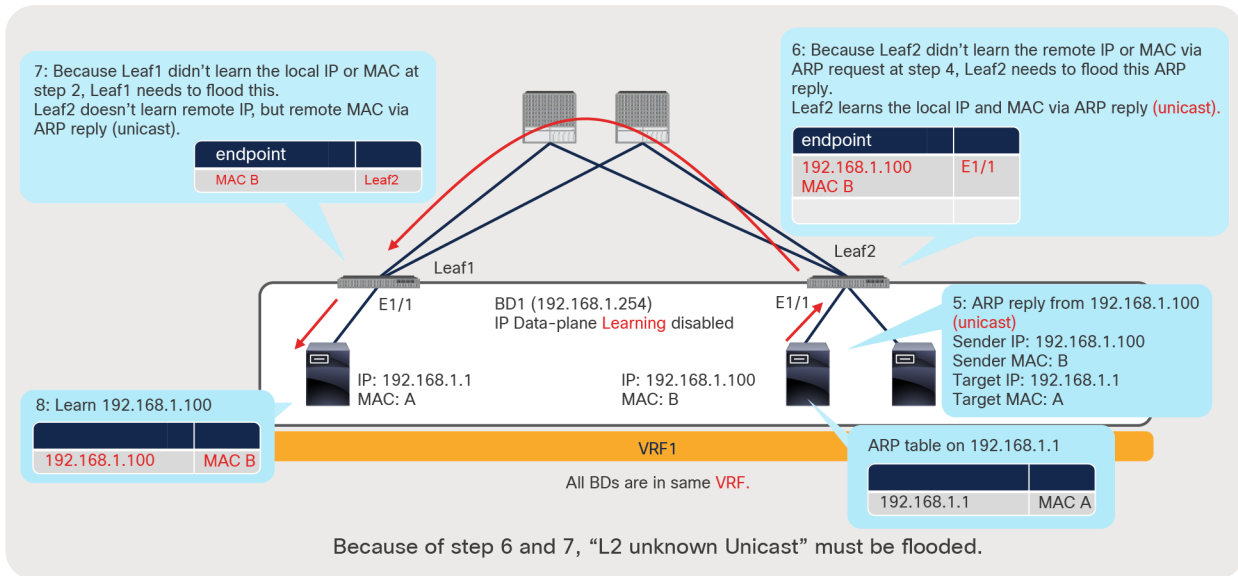 7: Because Leaf1 didn't learn the local IP or MAC at
step 2, Leaf1 needs to flood this.
Leaf2 doesn't learn remote IP, but remote MAC via
ARP reply (unicast).
endpoint
MAC B Leaf2
6: Because Leaf2 didn't learn the remote IP or MAC via
ARP request at step 4, Leaf2 needs to flood this ARP
reply.
Leaf2 learns the local IP and MAC via ARP reply (unicast).
endpoint
192.168.1.100 E1/1
MAC B
Leaf1
Leaf2
E1/1
BD1 (192.168.1.254)
IP Data-plane Learning disabled
E1/1
5: ARP reply from 192.168.1.100
(unicast)
Sender IP: 192.168.1.100
Sender MAC: B
Target IP: 192.168.1.1
Target MAC: A
IP: 192.168.1.1
MAC: A
IP: 192.168.1.100
MAC: B
8: Learn 192.168.1.100
192.168.1.100 MAC B
VRF1
ARP table on 192.168.1.1
192.168.1.1 MAC A
All BDs are in same VRF.
Because of step 6 and 7, “L2 unknown Unicast” must be flooded.